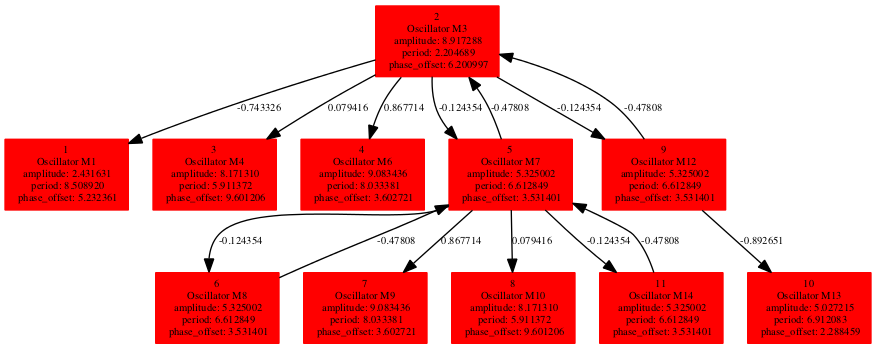 2
Oscillator M3
amplitude: 8.917288
period: 2.204689
phase_offset: 6.200997
-0.743326
0.079416
0.867714
-0.124354
-0.47808
-0.124354
-0.47808
1
Oscillator M1
amplitude: 2.431631
period: 8.508920
phase_offset: 5.232361
3
Oscillator M4
amplitude: 8.171310
period: 5.911372
phase_offset: 9.601206
4
Oscillator M6
amplitude: 9.083436
period: 8.033381
phase_offset: 3.602721
5
Oscillator M7
amplitude: 5.325002
period: 6.612849
phase_offset: 3.531401
9
Oscillator M12
amplitude: 5.325002
period: 6.612849
phase_offset: 3.531401
-0.124354
-0.47808
0.867714
0.079416
-0.124354
-0.47808
-0.892651
6
Oscillator M8
amplitude: 5.325002
period: 6.612849
phase_offset: 3.531401
7
Oscillator M9
amplitude: 9.083436
period: 8.033381
phase_offset: 3.602721
8
Oscillator M10
amplitude: 8.171310
period: 5.911372
phase_offset: 9.601206
11
Oscillator M14
amplitude: 5.325002
period: 6.612849
phase_offset: 3.531401
10
Oscillator M13
amplitude: 5.027215
period: 6.912083
phase_offset: 2.288459